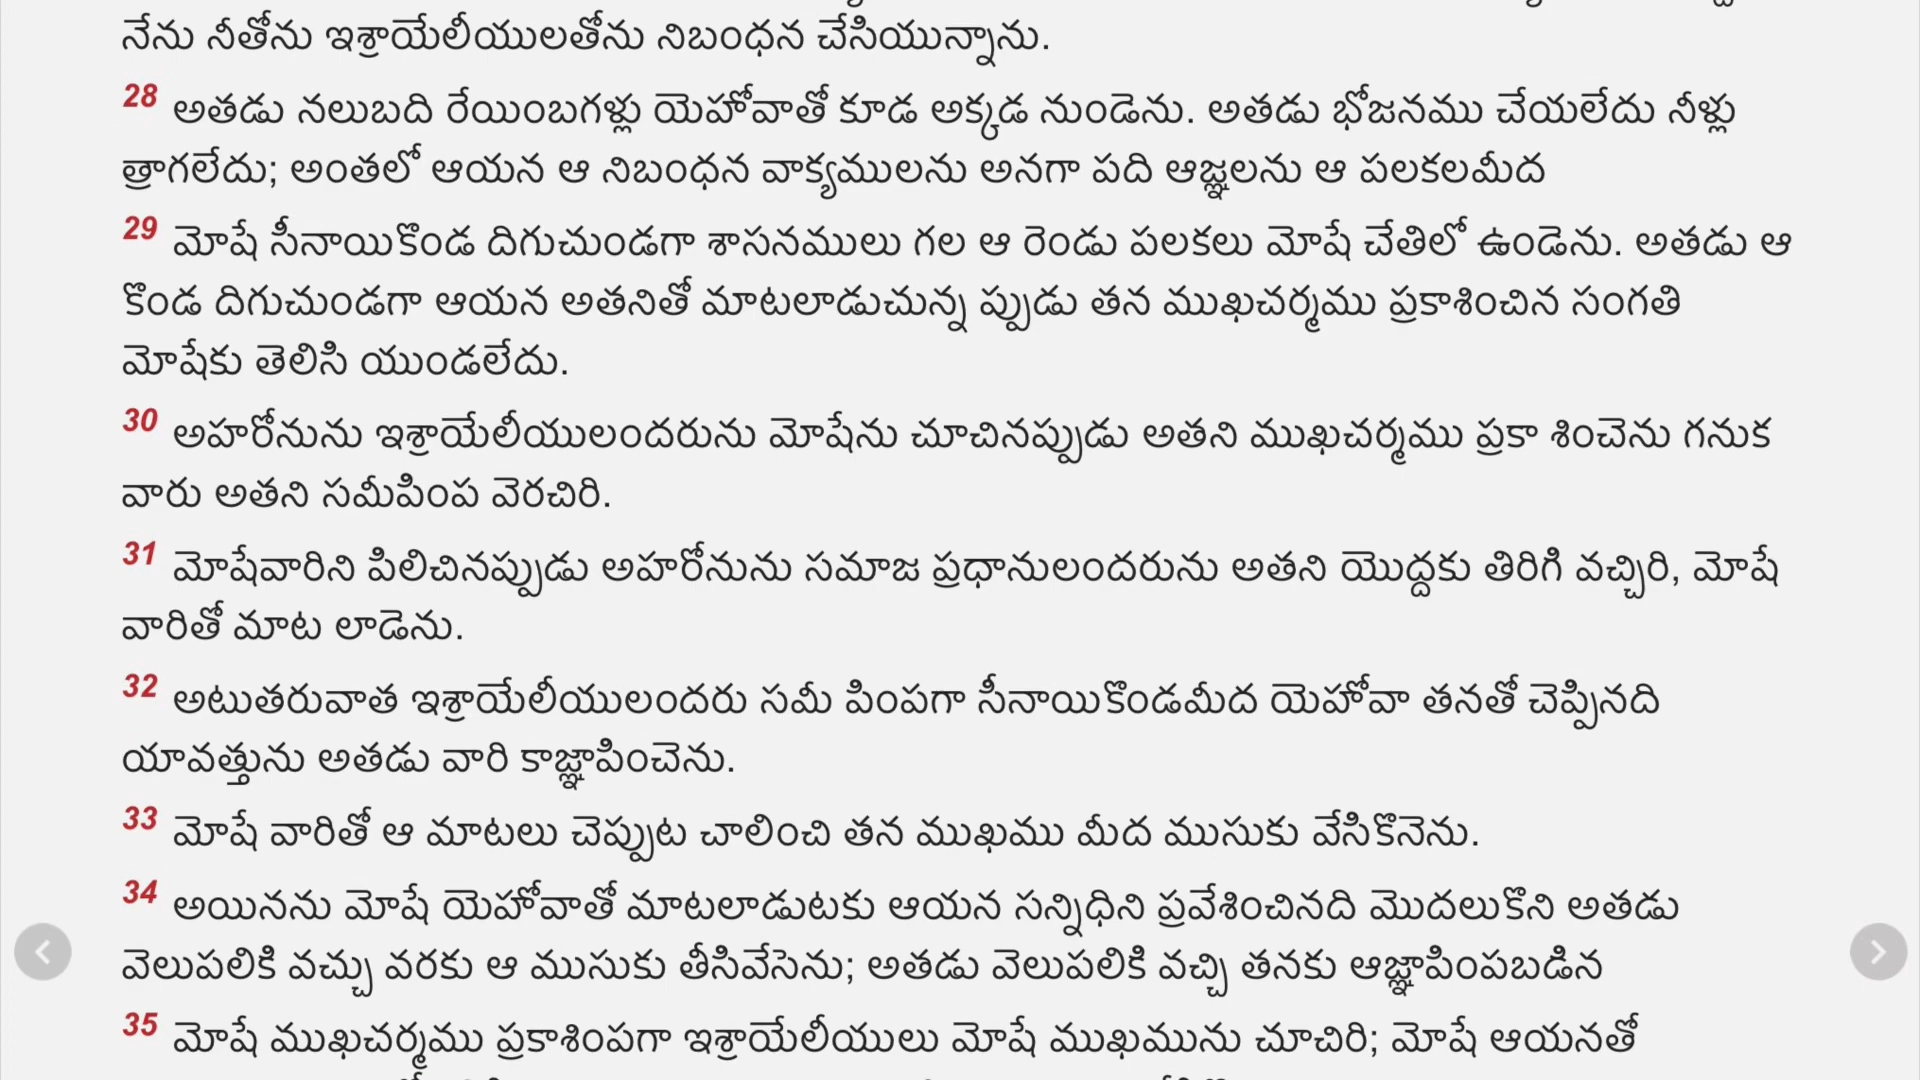 నేను నీతోను ఇశ్రాయేలీయులతోను నిబంధన చేసియున్నాను.
28 అతడు నలుబది రేయింబగళ్లు యెహోవాతో కూడ అక్కడ నుండెను. అతడు భోజనము చేయలేదు నీళ్లు
త్రాగలేదు; అంతలో ఆయన ఆ నిబంధన వాక్యములను అనగా పది ఆజ్ఞలను ఆ పలకలమీద
29 మోషే సీనాయికొండ దిగుచుండగా శాసనములు గల ఆ రెండు పలకలు మోషే చేతిలో ఉండెను. అతడు ఆ
కొండ దిగుచుండగా ఆయన అతనితో మాటలాడుచున్న ప్పుడు తన ముఖచర్మము ప్రకాశించిన సంగతి
మోషేకు తెలిసి యుండలేదు.
30 అహరోనును ఇశ్రాయేలీయులందరును మోషేను చూచినప్పుడు అతని ముఖచర్మము ప్రకా శించెను గనుక
వారు అతని సమీపింప వెరచిరి.
31 మోషేవారిని పిలిచినప్పుడు అహరోనును సమాజ ప్రధానులందరును అతని యొద్దకు తిరిగి వచ్చిరి, మోషే
వారితో మాట లాడెను.
32 అటుతరువాత ఇశ్రాయేలీయులందరు సమీ పింపగా సీనాయికొండమీద యెహోవా తనతో చెప్పినది
యావత్తును అతడు వారి కాజ్ఞాపించెను.
33 మోషే వారితో ఆ మాటలు చెప్పుట చాలించి తన ముఖము మీద ముసుకు వేసికొనెను.
34 అయినను మోషే యెహోవాతో మాటలాడుటకు ఆయన సన్నిధిని ప్రవేశించినది మొదలుకొని అతడు
వెలుపలికి వచ్చు వరకు ఆ ముసుకు తీసివేసెను; అతడు వెలుపలికి వచ్చి తనకు ఆజ్ఞాపింపబడిన
35 మోషే ముఖచర్మము ప్రకాశింపగా ఇశ్రాయేలీయులు మోషే ముఖమును చూచిరి; మోషే ఆయనతో